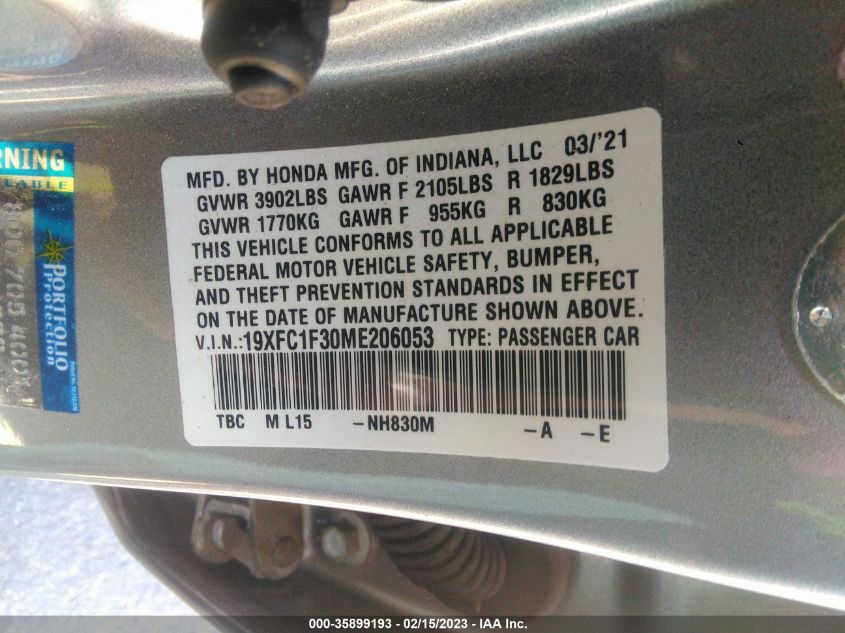 MFD. BY HONDA MFG. OF INDIANA, LLC 03/'21
GVWR 3902LBS GAWR F 2105LBS R 1829LBS
GVWR 1770KG GAWR F 955KG R 830KG
THIS VEHICLE CONFORMS TO ALL APPLICABLE
FEDERAL MOTOR VEHICLE SAFETY, BUMPER,
AND THEFT PREVENTION STANDARDS IN EFFECT
ON THE DATE OF MANUFACTURE SHOWN ABOVE.
V.I.N.:19XFC1F30ME206053 TYPE: PASSENGER CAR
TBC M L15 -NH830M -A -E
RNING
PORTFOLIO
Protection
000-35899193 - 02/15/2023 - IAA Inc.